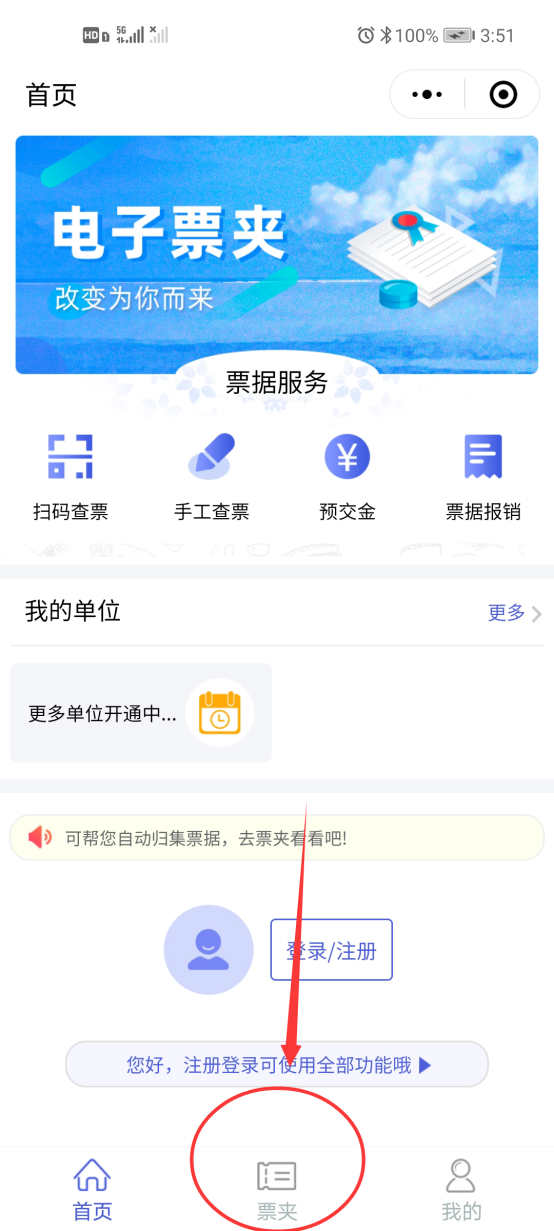 HD 5G 100% 3:51
首页
电子票夹
改变为你而来
票据服务
扫码查票 手工查票 预交金 票据报销
我的单位 更多
更多单位开通中...
可帮您自动归集票据，去票夹看看吧!
登录/注册
您好，注册登录可使用全部功能哦
首页 票夹 我的